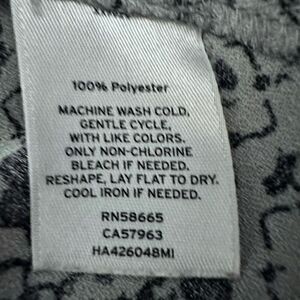 100% Polyester
MACHINE WASH COLD,
GENTLE CYCLE,
WITH LIKE COLORS.
ONLY NON-CHLORINE
BLEACH IF NEEDED.
RESHAPE, LAY FLAT TO DRY.
COOL IRON IF NEEDED.
RN58665
CA57963
HA426048MI